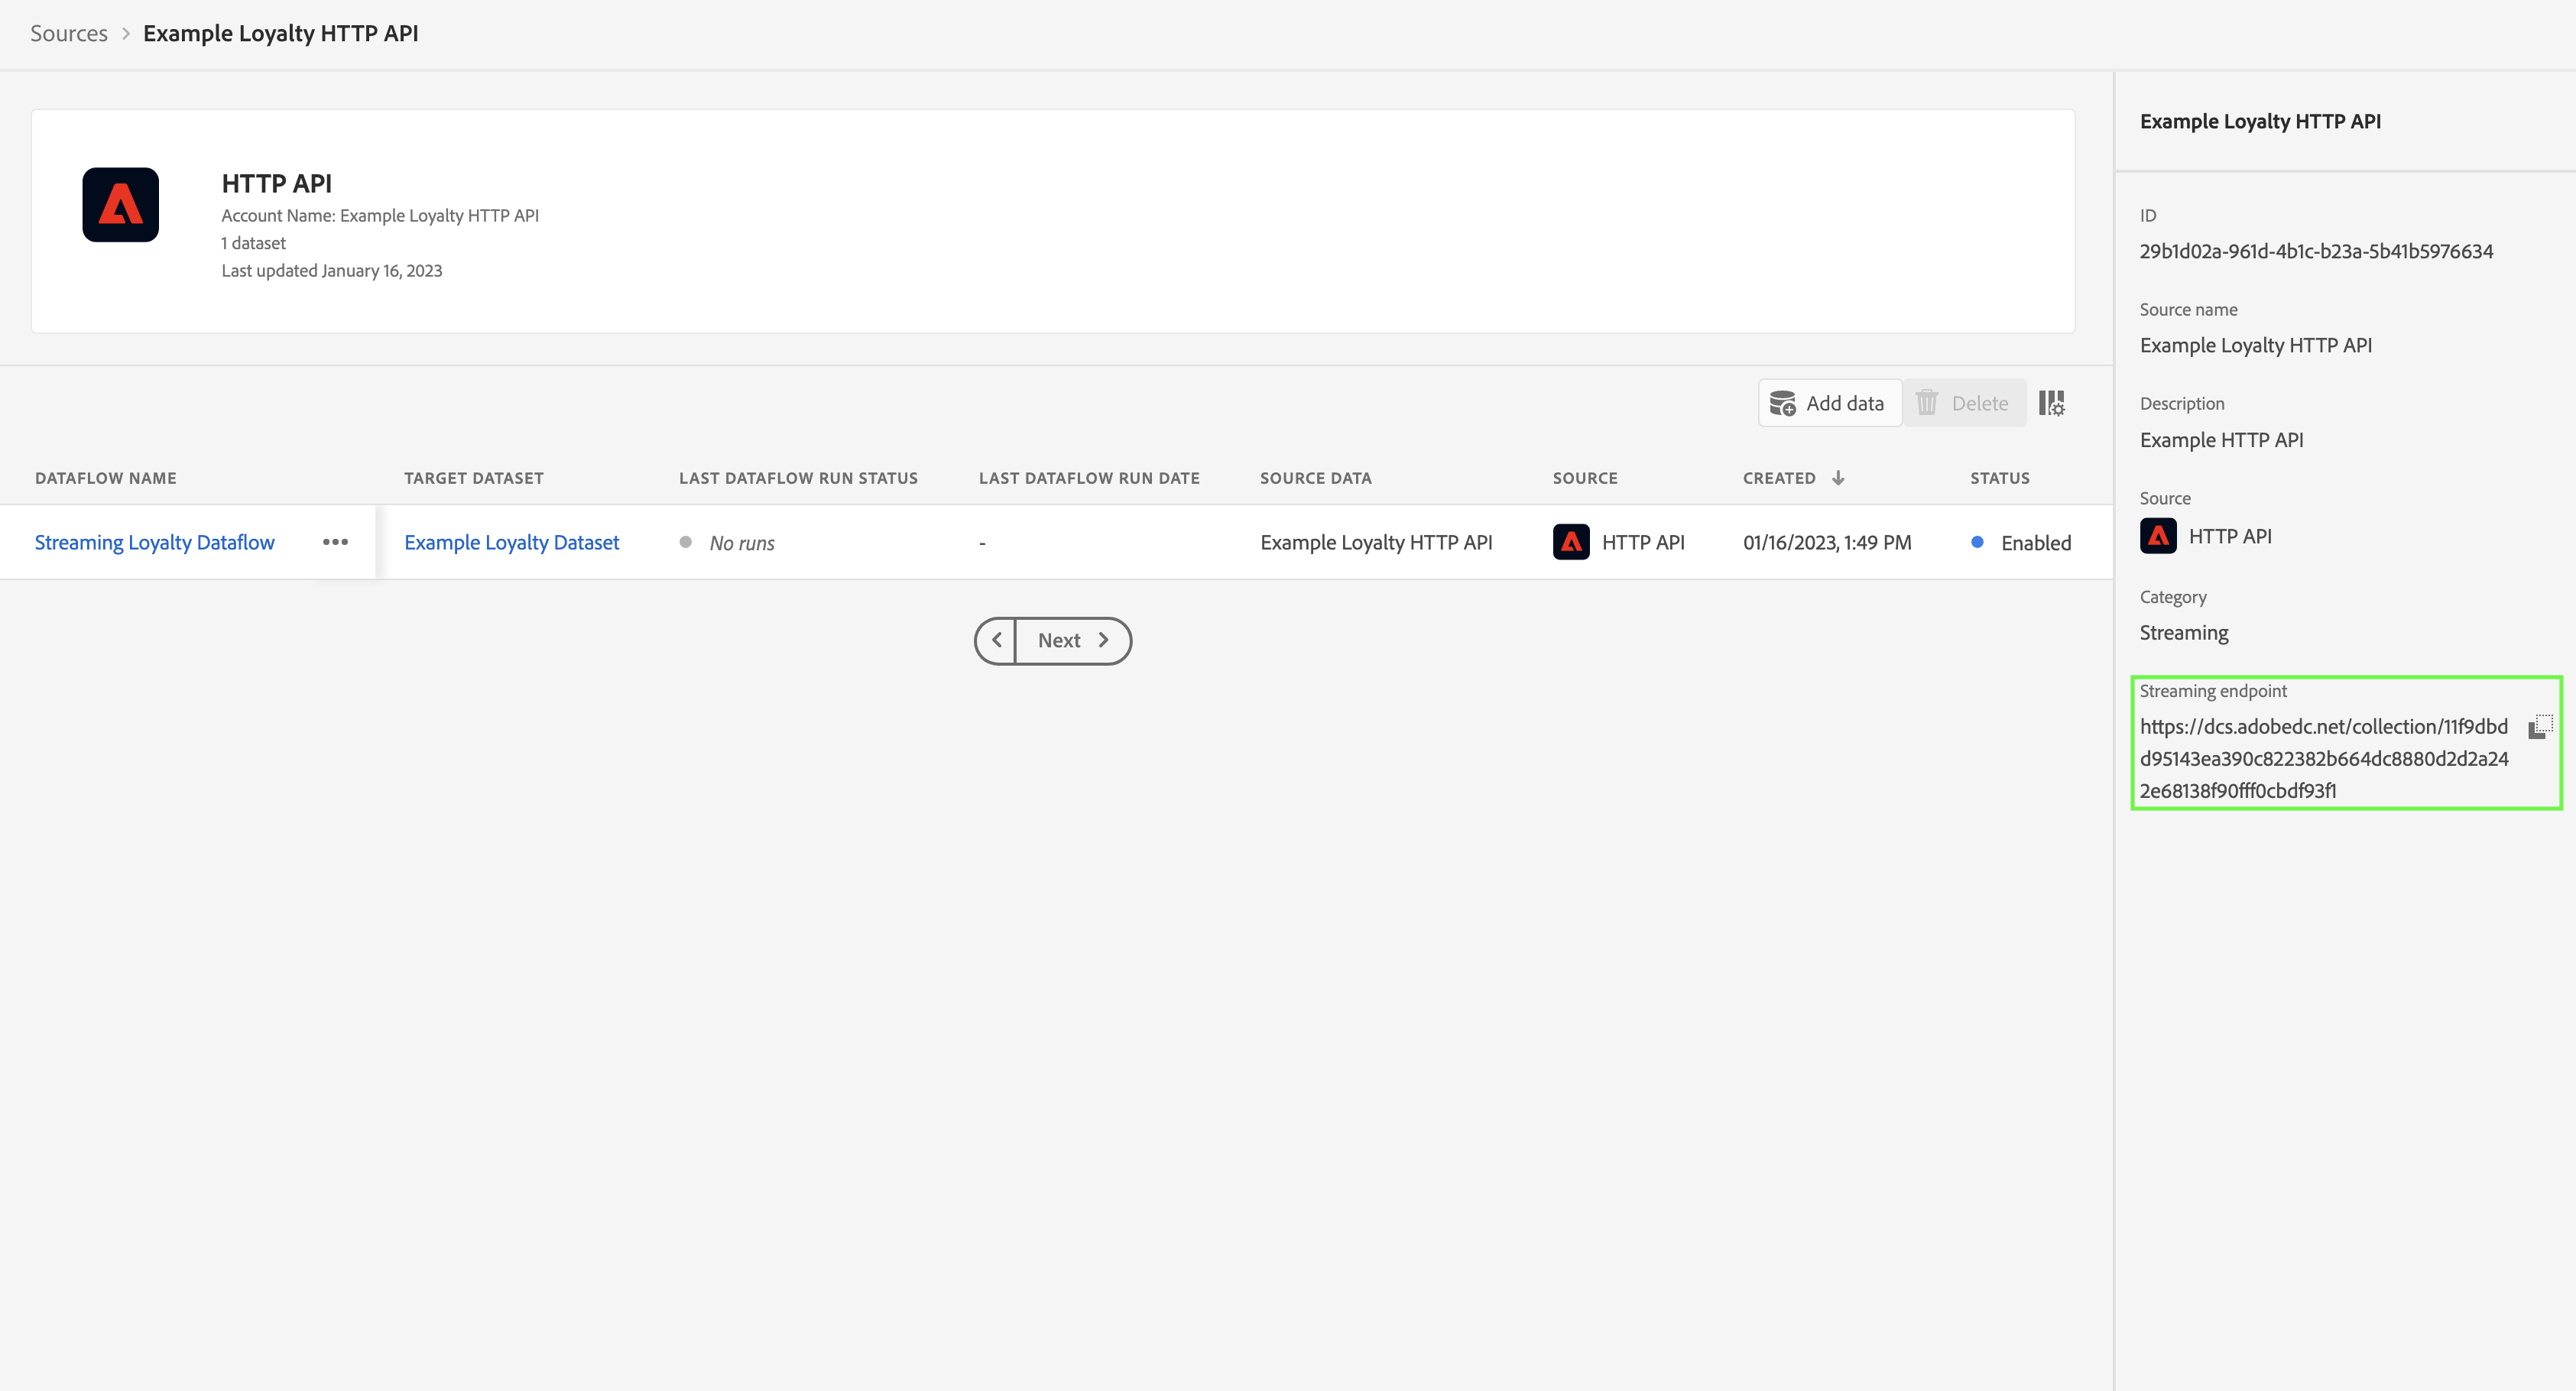 Sources > Example Loyalty HTTP API
HTTP API
Account Name: Example Loyalty HTTP API
1 dataset
Last updated January 16, 2023
Add data
Delete
DATAFLOW NAME TARGET DATASET LAST DATAFLOW RUN STATUS LAST DATAFLOW RUN DATE SOURCE DATA SOURCE CREATED STATUS
Streaming Loyalty Dataflow ••• Example Loyalty Dataset No runs - Example Loyalty HTTP API HTTP API 01/16/2023, 1:49 PM Enabled
Next
Example Loyalty HTTP API
ID
29b1d02a-961d-4b1c-b23a-5b41b5976634
Source name
Example Loyalty HTTP API
Description
Example HTTP API
Source
HTTP API
Category
Streaming
Streaming endpoint
https://dcs.adobedc.net/collection/11f9dbd
d95143ea390c822382b664dc8880d2d2a24
2e68138f90fff0cbdf93f1